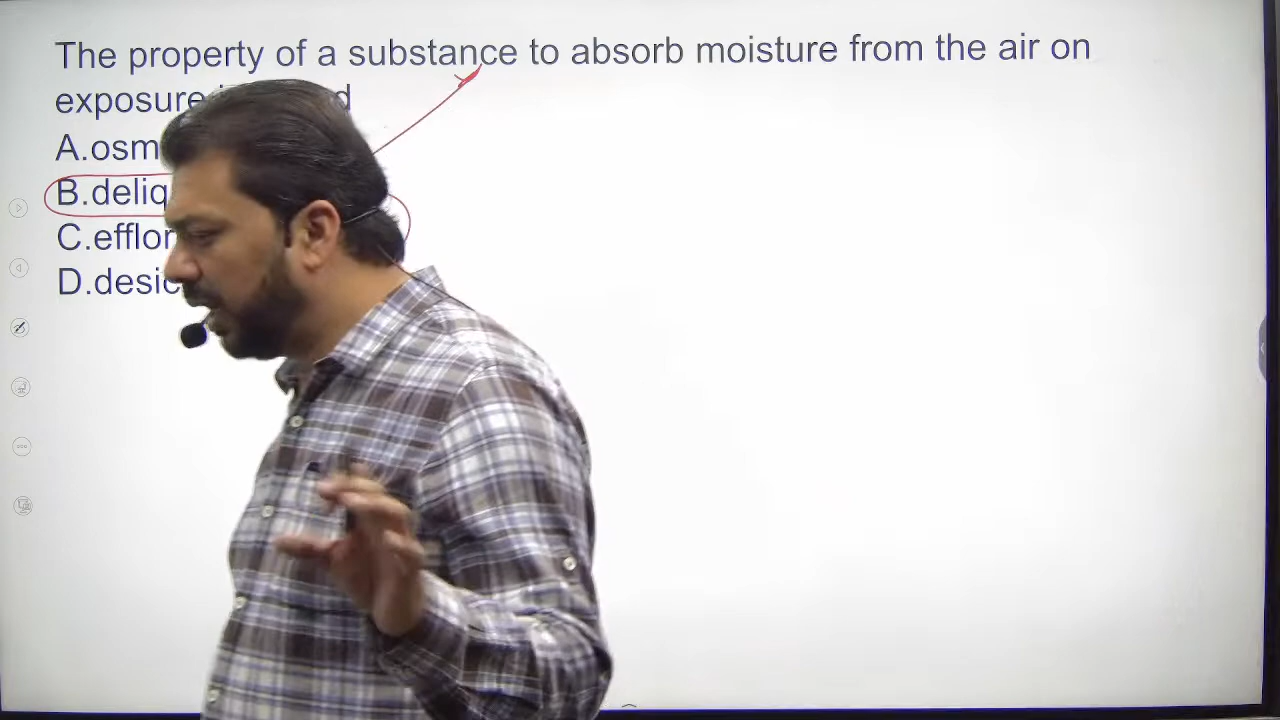 The property of a substance to absorb moisture from the air on
exposure
A.osm
B.deliq
C.efflor
D.desic